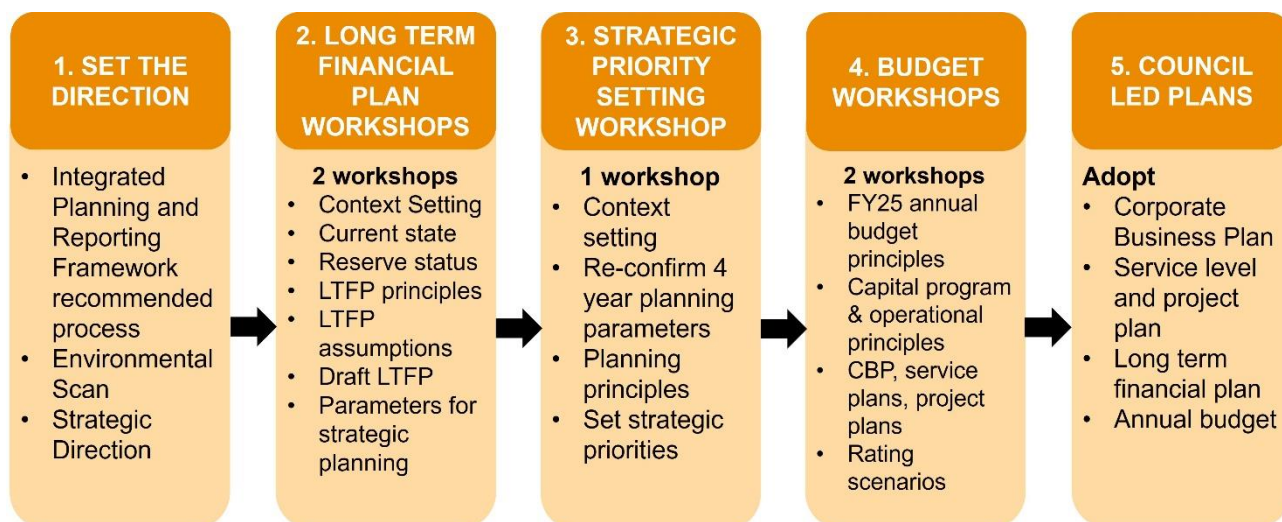 1. SET THE
DIRECTION
• Integrated
Planning and
Reporting
Framework
recommended
process
• Environmental
Scan
• Strategic
Direction
2. LONG TERM
FINANCIAL
PLAN
WORKSHOPS
2 workshops
• Context Setting
• Current state
• Reserve status
• LTFP principles
• LTFP
assumptions
• Draft LTFP
• Parameters for
strategic
planning
3. STRATEGIC
PRIORITY
SETTING
WORKSHOP
1 workshop
• Context
setting
• Re-confirm 4
year planning
parameters
• Planning
principles
• Set strategic
priorities
4. BUDGET
WORKSHOPS
2 workshops
• FY25 annual
budget
principles
• Capital program
& operational
principles
• CBP, service
plans, project
plans
• Rating
scenarios
5. COUNCIL
LED PLANS
Adopt
• Corporate
Business Plan
• Service level
and project
plan
• Long term
financial plan
• Annual budget